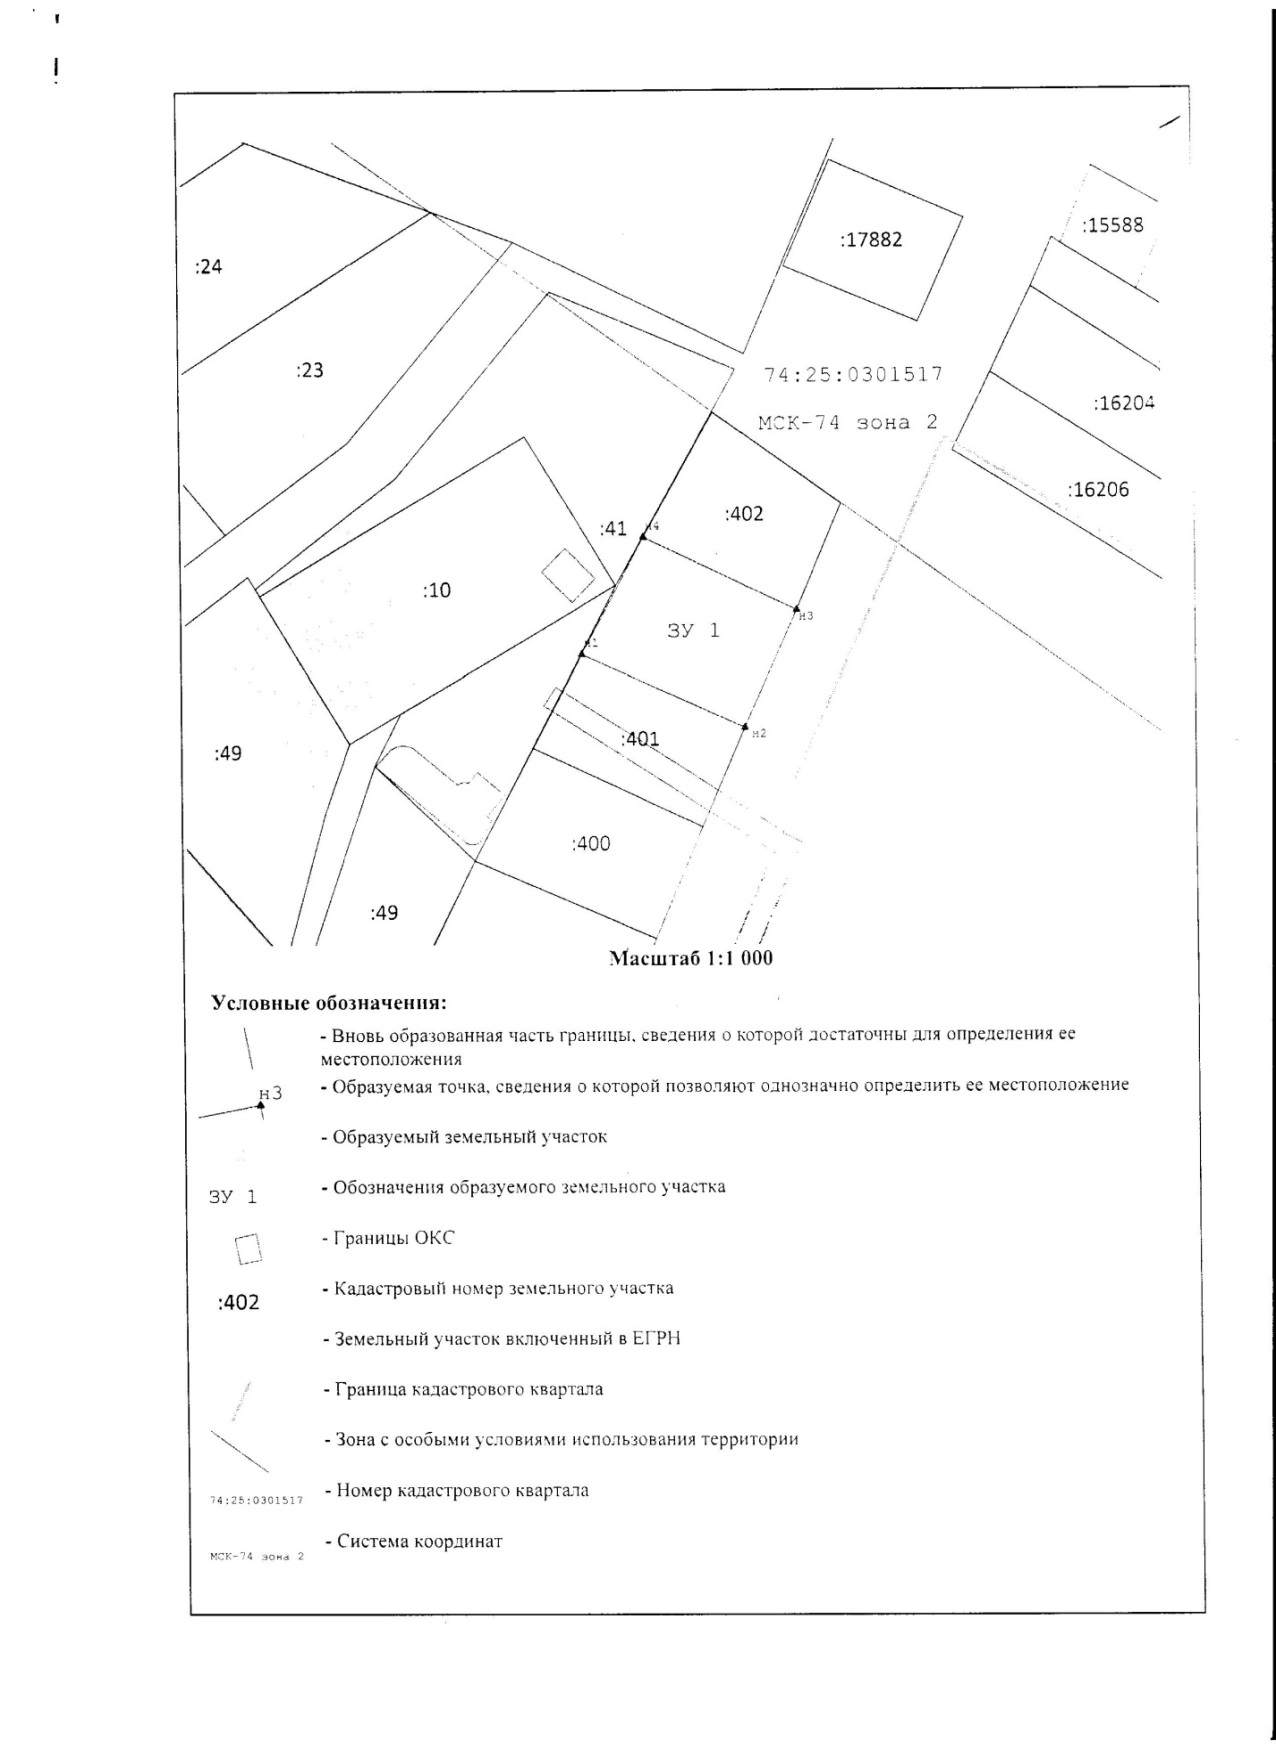 :17882
:15588
:24
:23
74:25:0301517
:16204
МСК-74 зона 2
:16206
:402
:41
н4
:10
н3
ЗУ 1
н1
н2
:401
:49
:400
:49
Масштаб 1:1 000
Условные обозначения:
- Вновь образованная часть границы, сведения о которой достаточны для определения ее
местоположения
н3
- Образуемая точка, сведения о которой позволяют однозначно определить ее местоположение
- Образуемый земельный участок
ЗУ 1
- Обозначения образуемого земельного участка
- Границы ОКС
:402
- Кадастровый номер земельного участка
- Земельный участок включенный в ЕГРН
- Граница кадастрового квартала
- Зона с особыми условиями использования территории
74:25:0301517
- Номер кадастрового квартала
МСК-74 зона 2
- Система координат